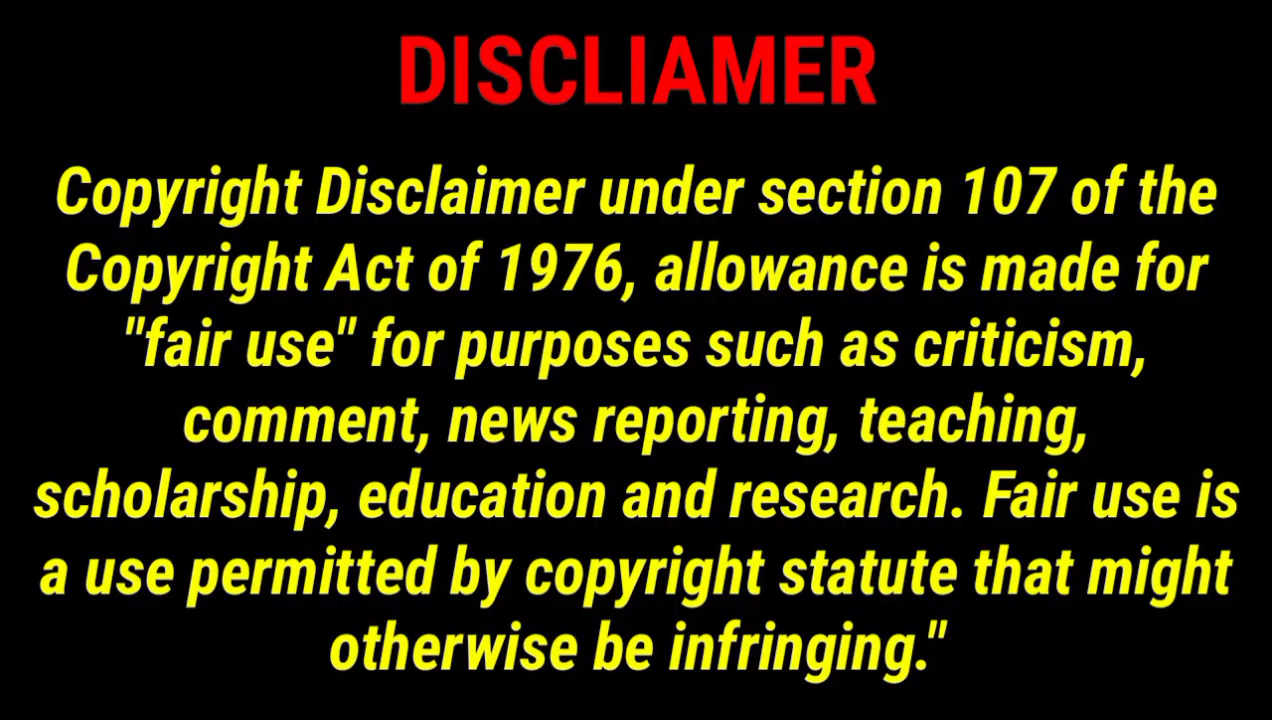 DISCLIAMER
Copyright Disclaimer under section 107 of the
Copyright Act of 1976, allowance is made for
"fair use" for purposes such as criticism,
comment, news reporting, teaching,
scholarship, education and research. Fair use is
a use permitted by copyright statute that might
otherwise be infringing."